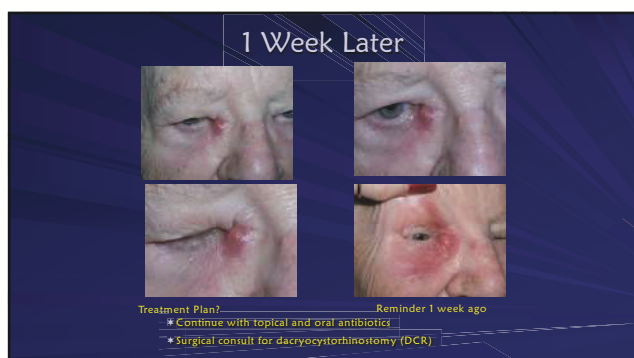 1 Week Later
Treatment Plan?
Reminder 1 week ago
✶Continue with topical and oral antibiotics
✶Surgical consult for dacryocystorhinostomy (DCR)